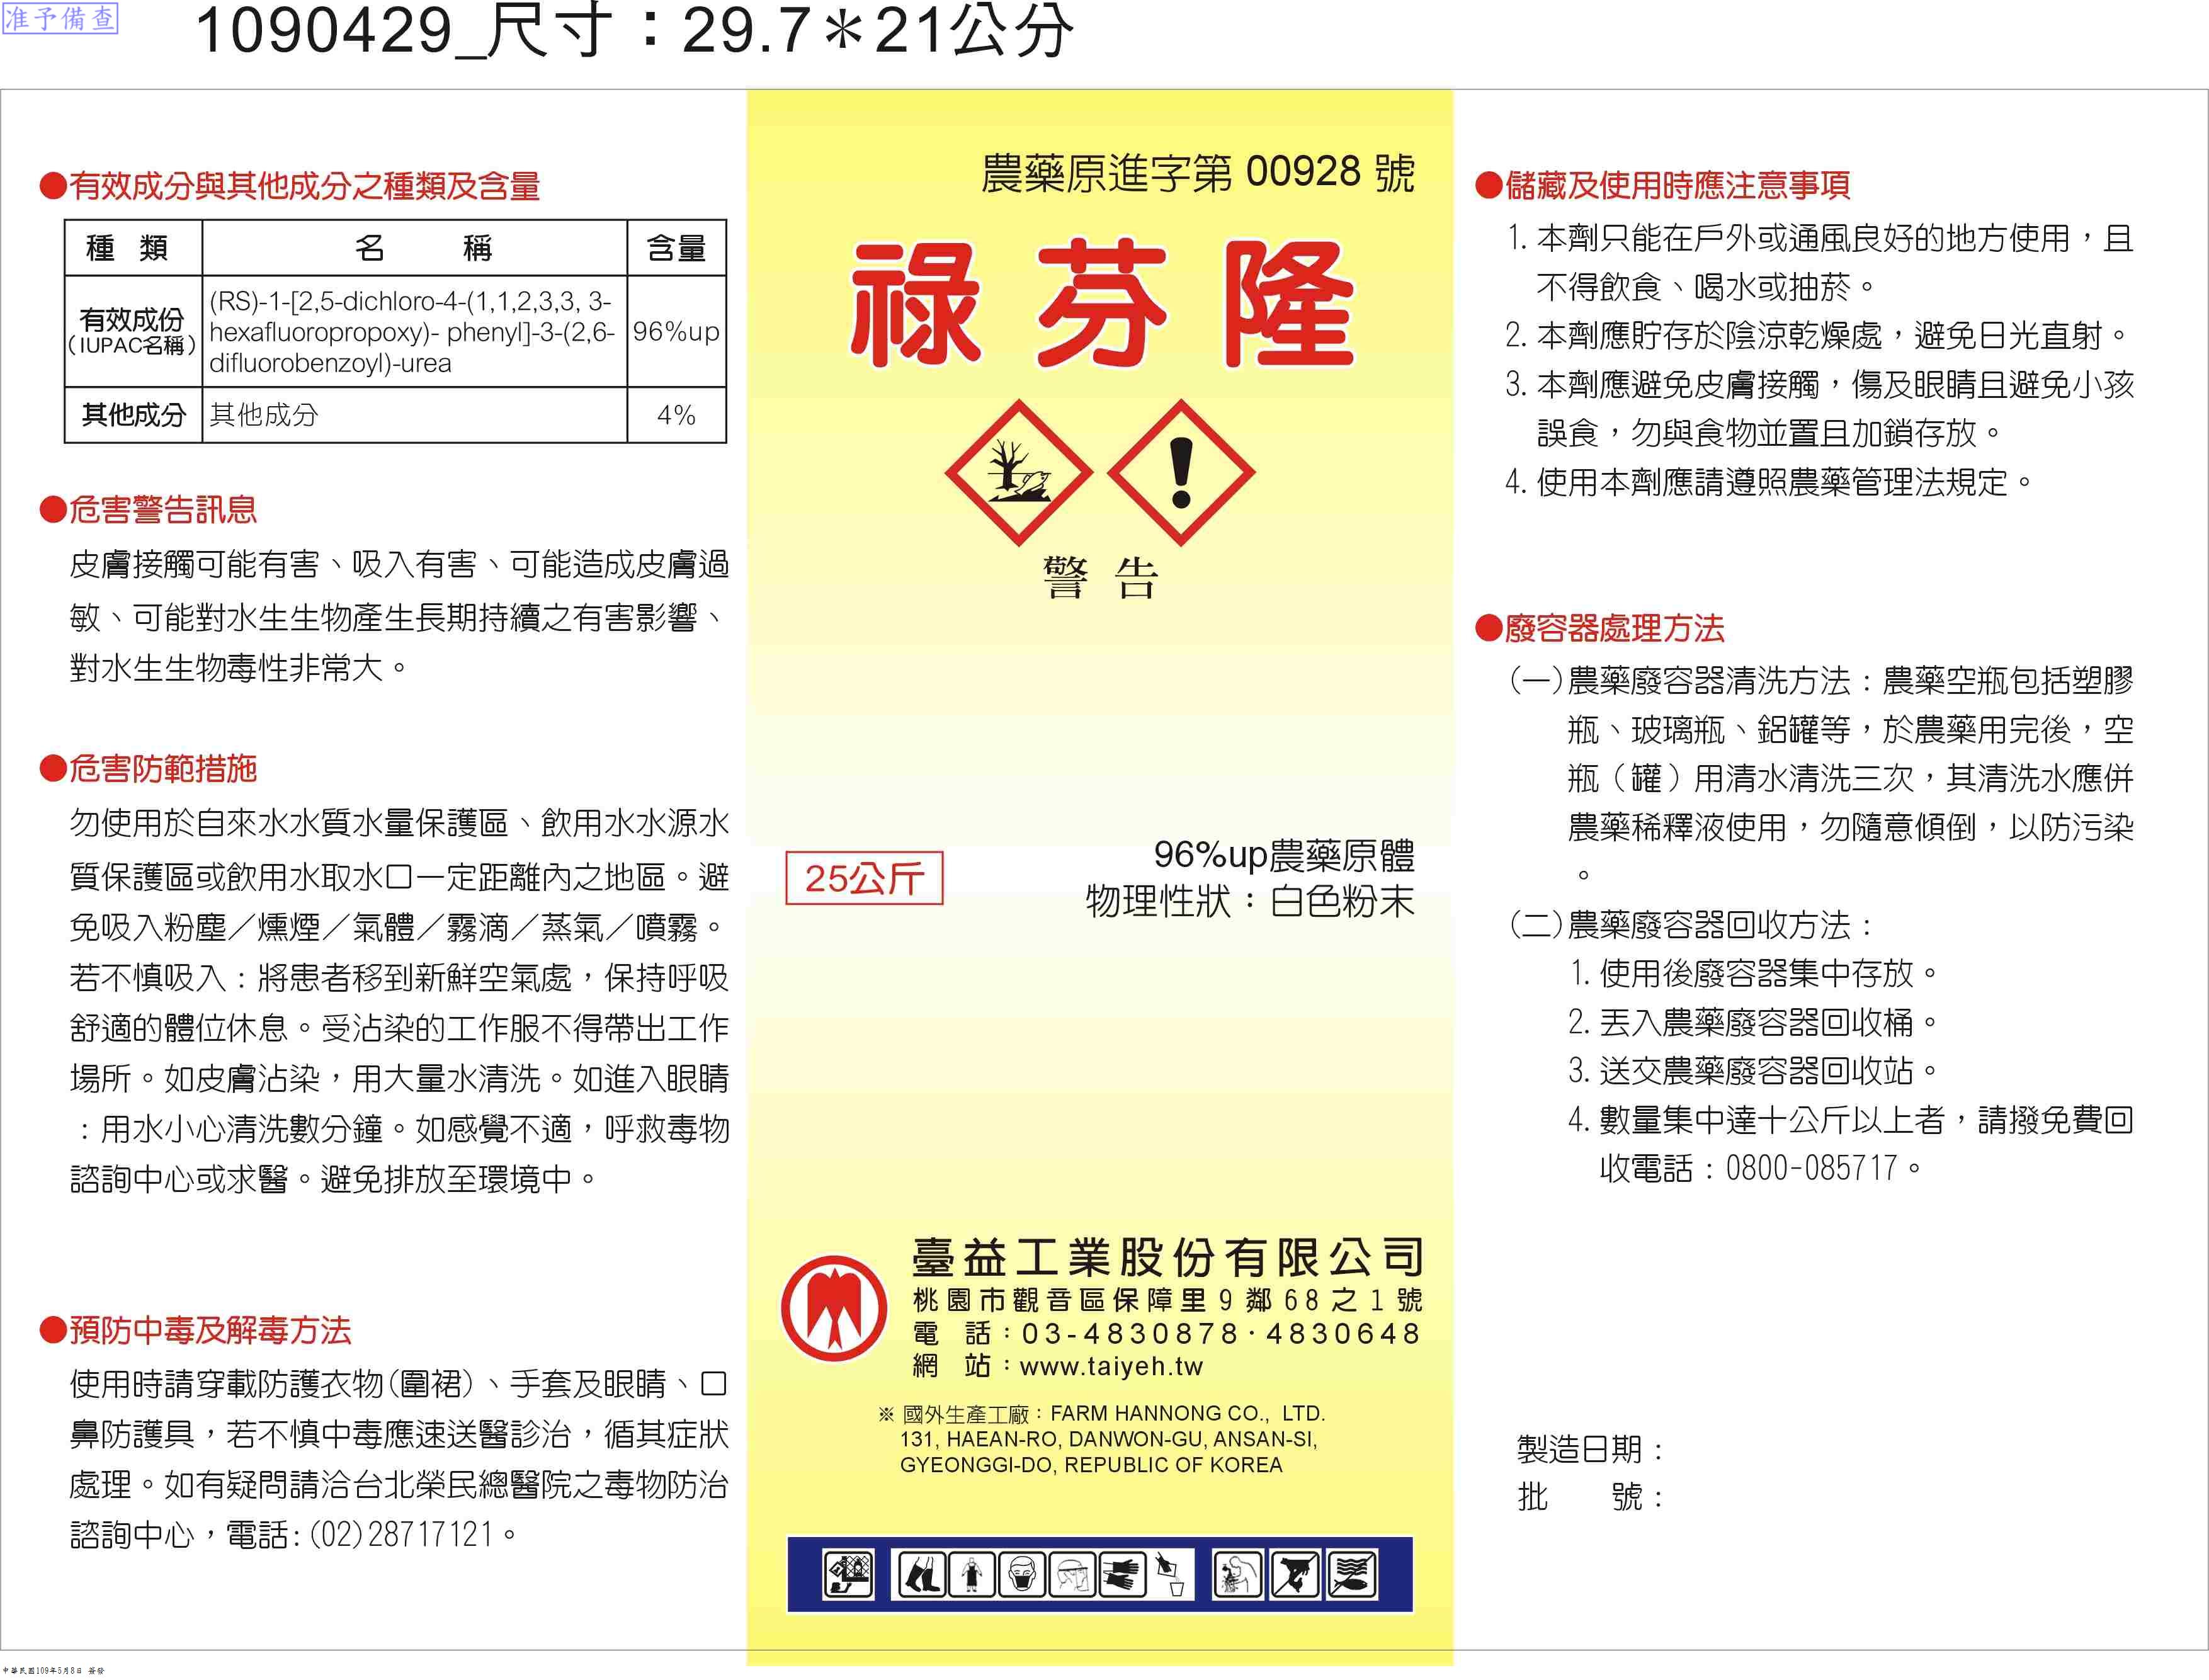 准予備查
1090429_尺寸：29.7＊21公分
●有效成分與其他成分之種類及含量
種 類 名 稱 含量
有效成份
（IUPAC名稱）
(RS)-1-[2,5-dichloro-4-(1,1,2,3,3, 3-
hexafluoropropoxy)- phenyl]-3-(2,6-
difluorobenzoyl)-urea
96%up
其他成分 其他成分 4%
●危害警告訊息
皮膚接觸可能有害、吸入有害、可能造成皮膚過
敏、可能對水生生物產生長期持續之有害影響、
對水生生物毒性非常大。
●危害防範措施
勿使用於自來水水質水量保護區、飲用水水源水
質保護區或飲用水取水口一定距離內之地區。避
免吸入粉塵／燻煙／氣體／霧滴／蒸氣／噴霧。
若不慎吸入：將患者移到新鮮空氣處，保持呼吸
舒適的體位休息。受沾染的工作服不得帶出工作
場所。如皮膚沾染，用大量水清洗。如進入眼睛
：用水小心清洗數分鐘。如感覺不適，呼救毒物
諮詢中心或求醫。避免排放至環境中。
●預防中毒及解毒方法
使用時請穿載防護衣物(圍裙)、手套及眼睛、口
鼻防護具，若不慎中毒應速送醫診治，循其症狀
處理。如有疑問請洽台北榮民總醫院之毒物防治
諮詢中心，電話:(02)28717121。
農藥原進字第 00928 號
祿芬隆
警告
25公斤
96%up農藥原體
物理性狀：白色粉末
臺益工業股份有限公司
桃園市觀音區保障里9鄰68之1號
電 話：03-4830878·4830648
網 站：www.taiyeh.tw
※ 國外生產工廠：FARM HANNONG CO., LTD.
131, HAEAN-RO, DANWON-GU, ANSAN-SI,
GYEONGGI-DO, REPUBLIC OF KOREA
●儲藏及使用時應注意事項
1. 本劑只能在戶外或通風良好的地方使用，且
不得飲食、喝水或抽菸。
2. 本劑應貯存於陰涼乾燥處，避免日光直射。
3. 本劑應避免皮膚接觸，傷及眼睛且避免小孩
誤食，勿與食物並置且加鎖存放。
4. 使用本劑應請遵照農藥管理法規定。
●廢容器處理方法
(一)農藥廢容器清洗方法：農藥空瓶包括塑膠
瓶、玻璃瓶、鋁罐等，於農藥用完後，空
瓶（罐）用清水清洗三次，其清洗水應併
農藥稀釋液使用，勿隨意傾倒，以防污染
。
(二)農藥廢容器回收方法：
1. 使用後廢容器集中存放。
2. 丟入農藥廢容器回收桶。
3. 送交農藥廢容器回收站。
4. 數量集中達十公斤以上者，請撥免費回
收電話：0800-085717。
製造日期：
批 號：
中華民國109年5月8日 簽發